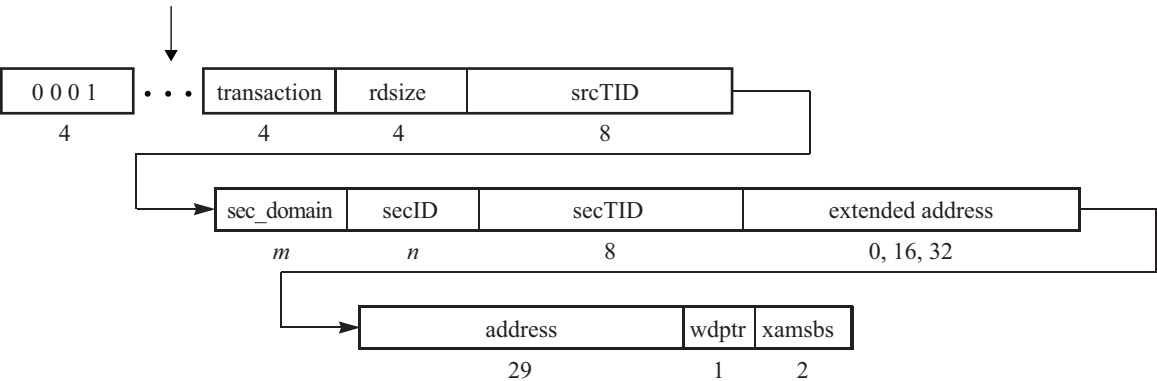 0 0 0 1 • • • transaction rdsize srcTID
4 4 4 8
sec_domain secID secTID extended address
m n 8 0, 16, 32
address wdptr xamsbs
29 1 2